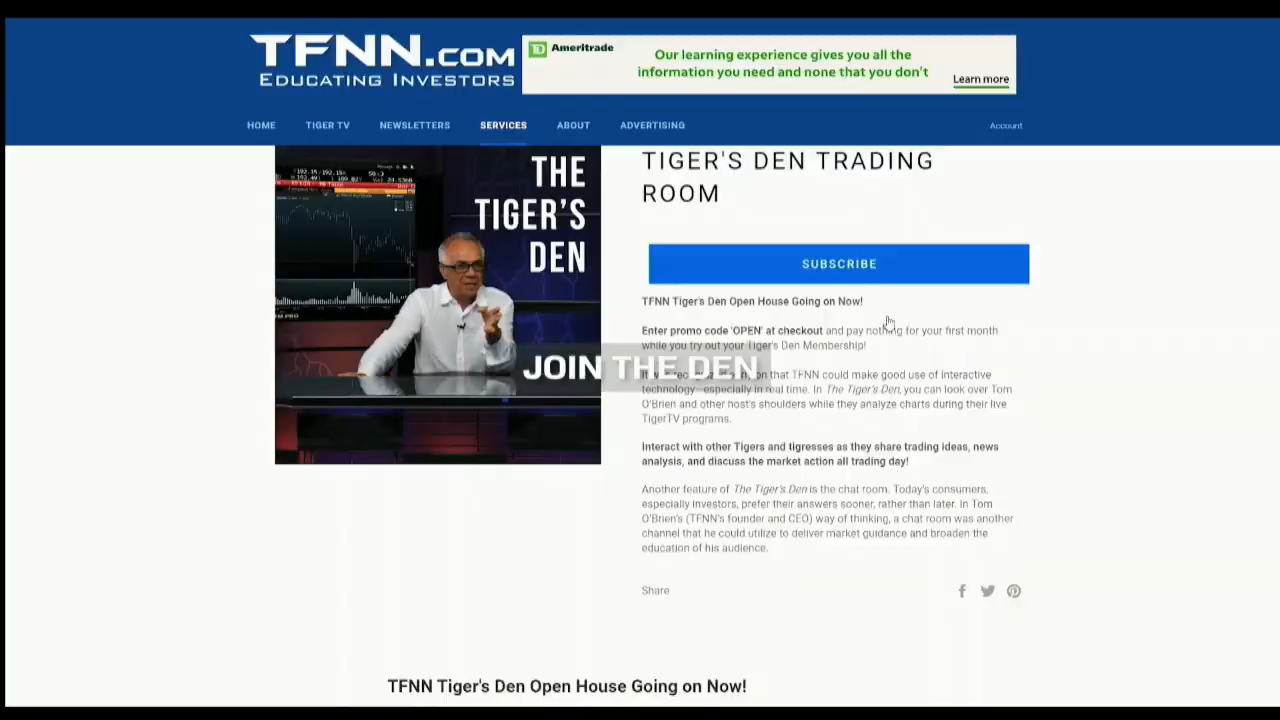 TFNN.COM
EDUCATING INVESTORS
TD Ameritrade
Our learning experience gives you all the
information you need and none that you don't
Learn more
HOME TIGER TV NEWSLETTERS SERVICES ABOUT ADVERTISING Account
THE
TIGER'S
DEN
TIGER'S DEN TRADING
ROOM
SUBSCRIBE
TFNN Tiger's Den Open House Going on Now!
Enter promo code 'OPEN' at checkout and pay nothing for your first month
while you try out your Tiger's Den Membership!
JOIN THE DEN
that TFNN could make good use of interactive
technology—especially in real time. In The Tiger's Den, you can look over Tom
O'Brien and other host's shoulders while they analyze charts during their live
TigerTV programs.
Interact with other Tigers and tigresses as they share trading ideas, news
analysis, and discuss the market action all trading day!
Another feature of The Tiger's Den is the chat room. Today's consumers,
especially investors, prefer their answers sooner, rather than later. In Tom
O'Brien's (TFNN's founder and CEO) way of thinking, a chat room was another
channel that he could utilize to deliver market guidance and broaden the
education of his audience.
Share
TFNN Tiger's Den Open House Going on Now!